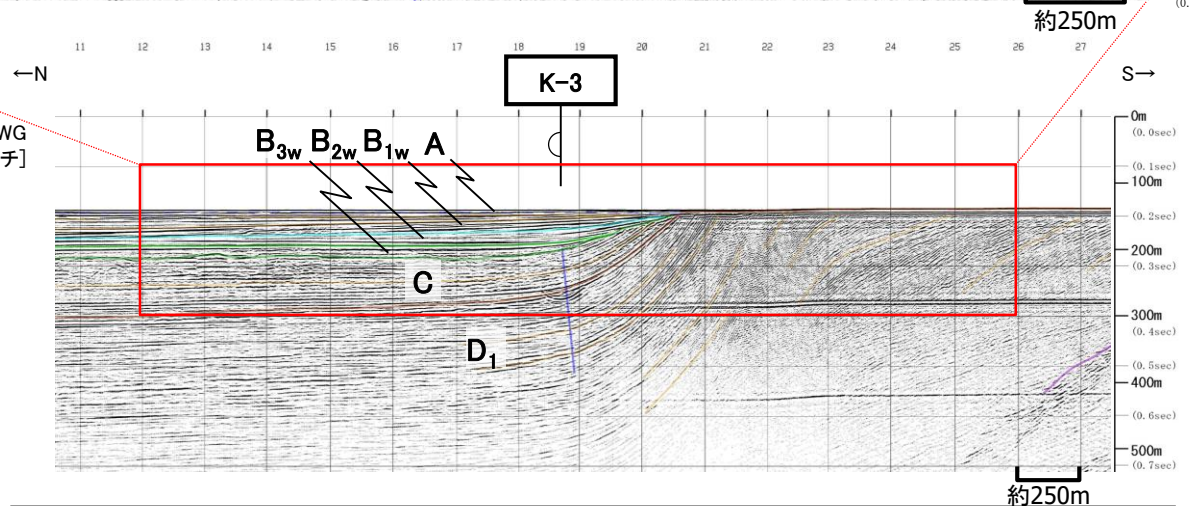 (0.
約250m
11 12 13 14 15 16 17 18 19 20 21 22 23 24 25 26 27
←N
S→
K-3
WG
チ]
B3w B2w B1w A
0m
(0.0sec)
(0.1sec)
100m
(0.2sec)
200m
C
(0.3sec)
300m
(0.4sec)
D1
(0.5sec)
400m
(0.6sec)
500m
(0.7sec)
約250m